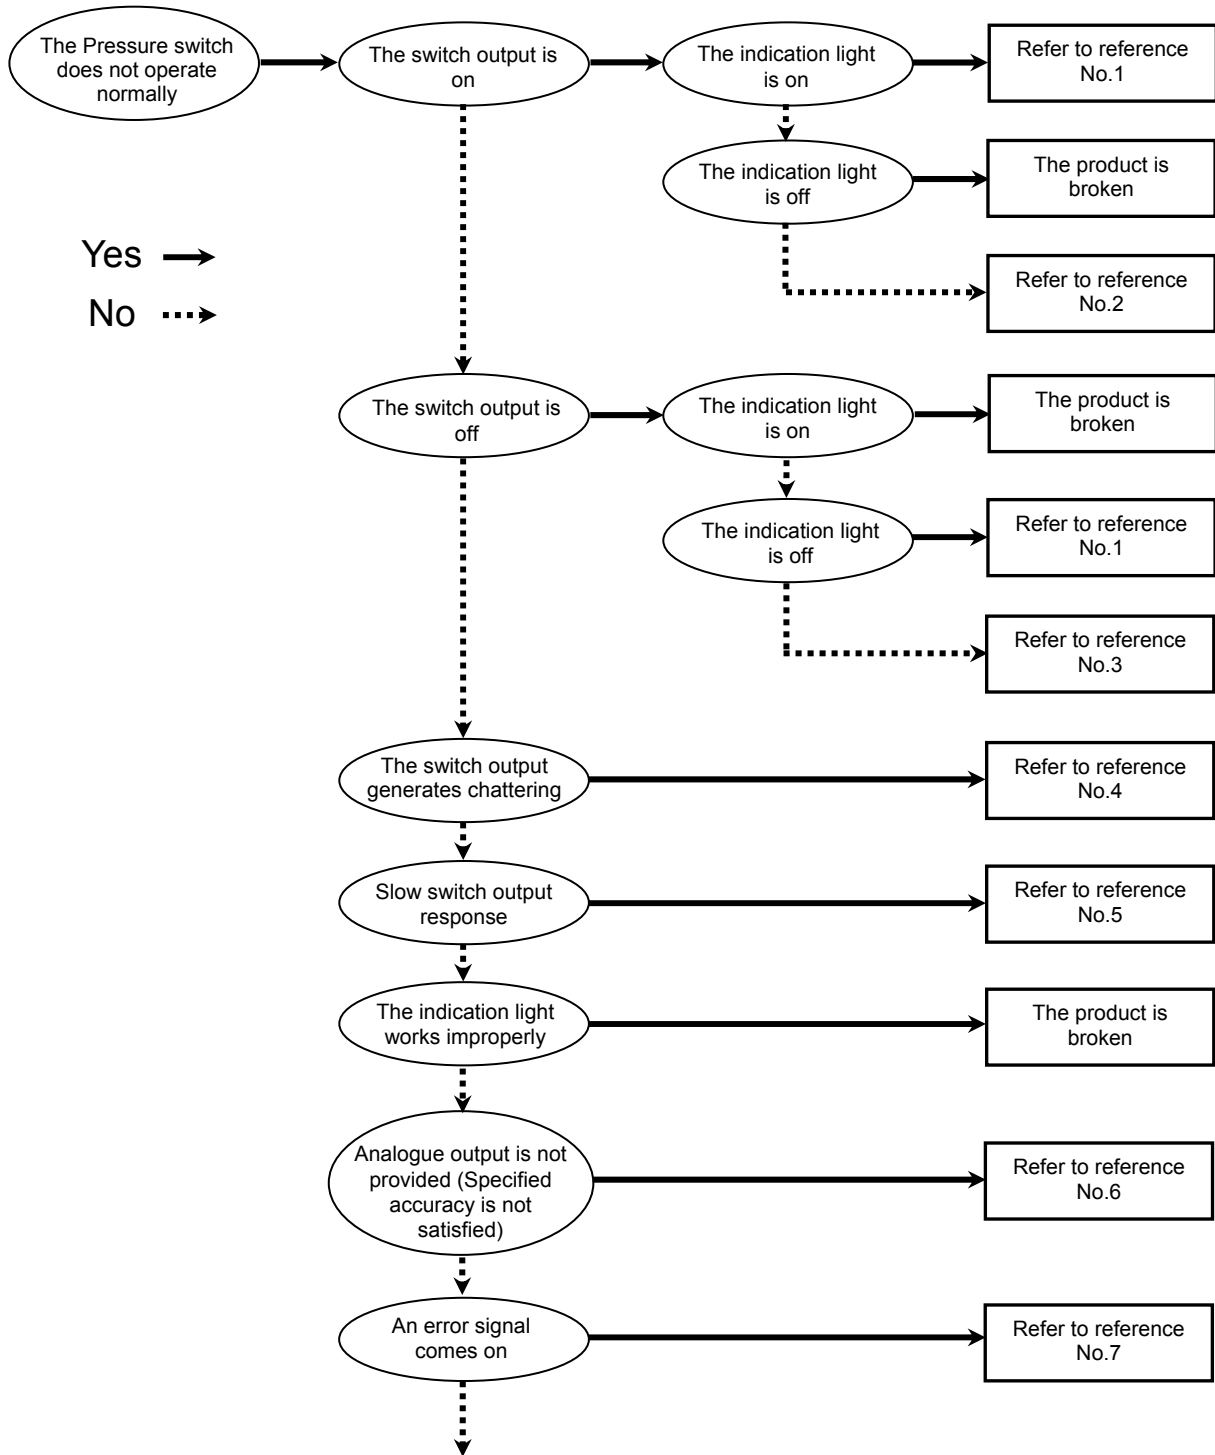 The Pressure switch
does not operate
normally
The switch output is
on
The indication light
is on
Refer to reference
No.1
The indication light
is off
The product is
broken
Yes
Refer to reference
No.2
No
The switch output is
off
The indication light
is on
The product is
broken
The indication light
is off
Refer to reference
No.1
Refer to reference
No.3
The switch output
generates chattering
Refer to reference
No.4
Slow switch output
response
Refer to reference
No.5
The indication light
works improperly
The product is
broken
Analogue output is not
provided (Specified
accuracy is not
satisfied)
Refer to reference
No.6
An error signal
comes on
Refer to reference
No.7